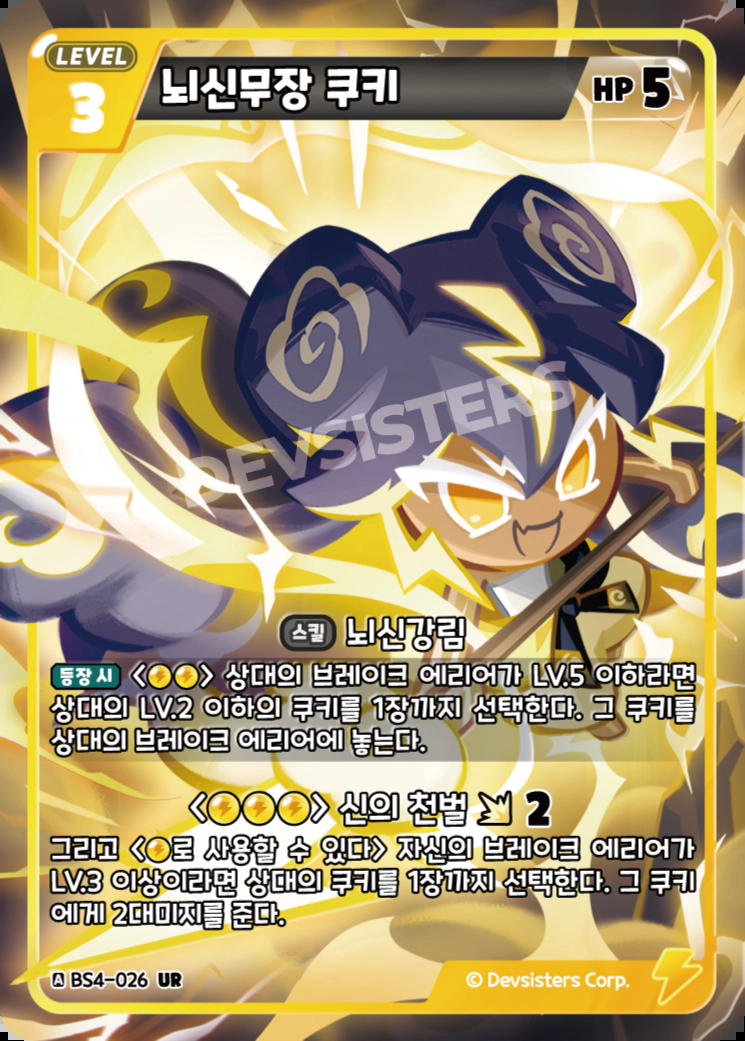 LEVEL
3
뇌신무장 쿠키
HP 5
DEVSISTERS
스킬 뇌신강림
등장 시 <⚡⚡> 상대의 브레이크 에리어가 LV.5 이하라면
상대의 LV.2 이하의 쿠키를 1장까지 선택한다. 그 쿠키를
상대의 브레이크 에리어에 놓는다.
<⚡⚡⚡> 신의 천벌 2
그리고 <⚡로 사용할 수 있다> 자신의 브레이크 에리어가
LV.3 이상이라면 상대의 쿠키를 1장까지 선택한다. 그 쿠키
에게 2대미지를 준다.
A BS4-026 UR
© Devsisters Corp.